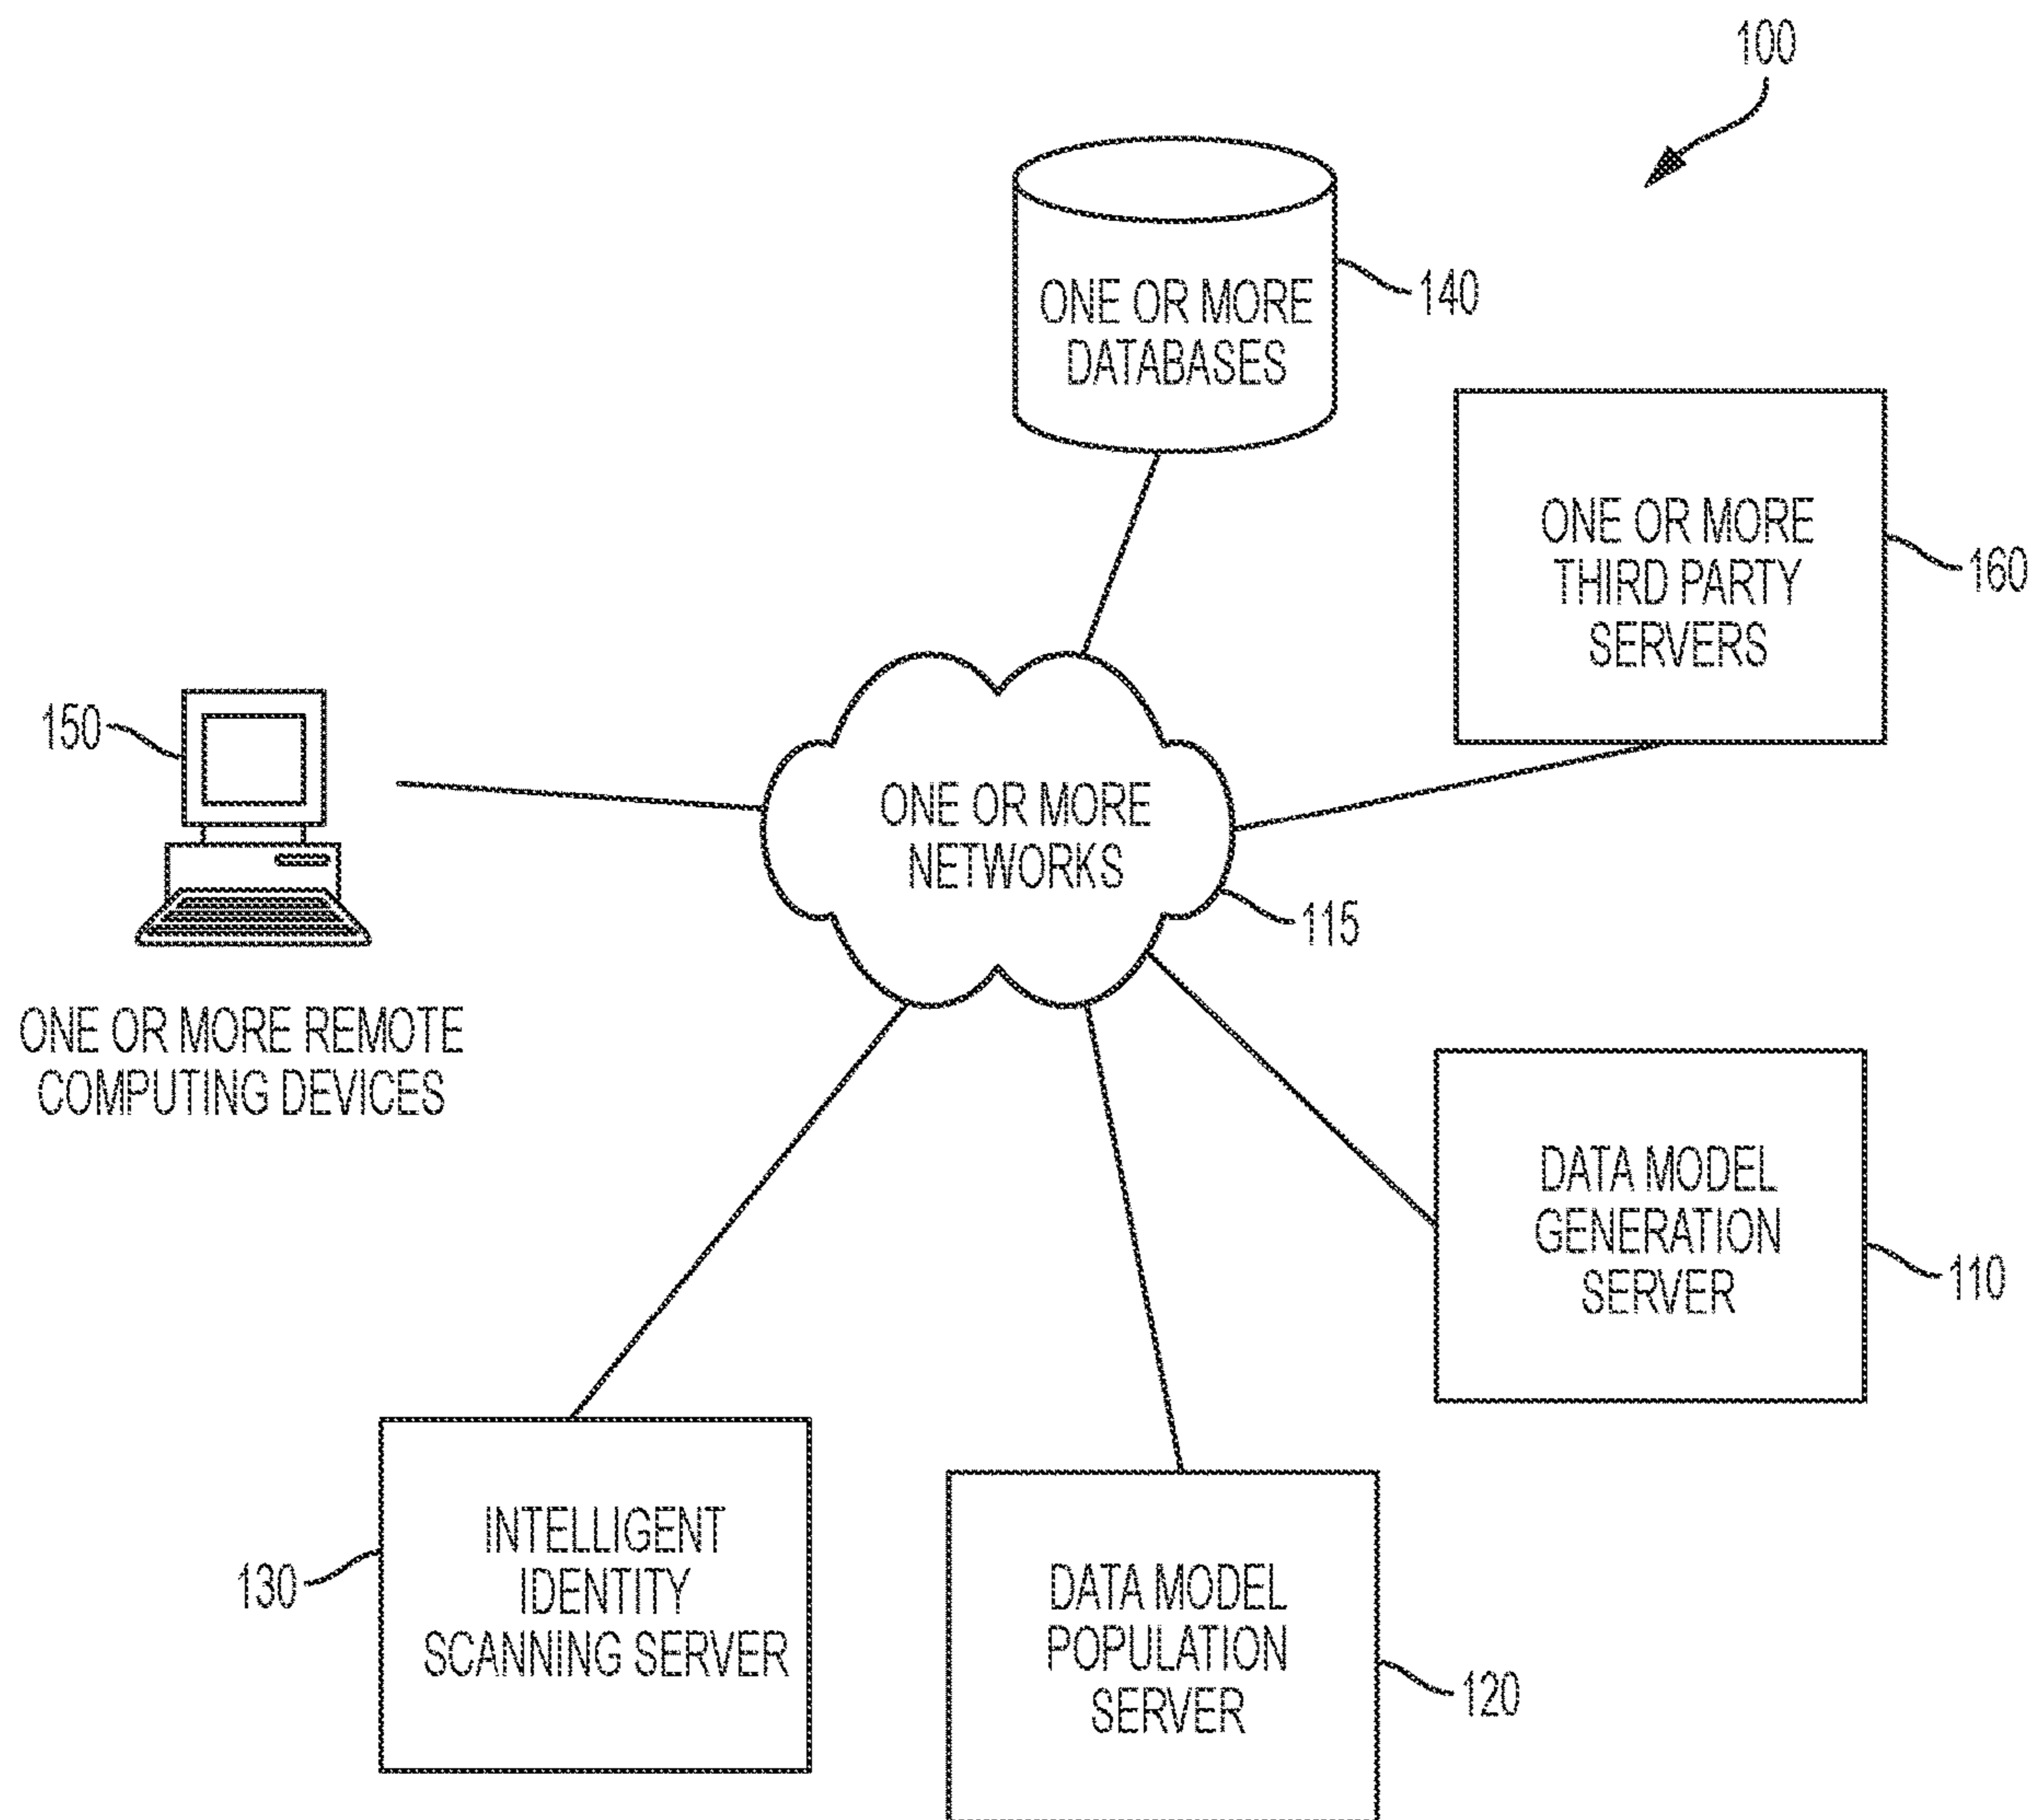 100
ONE OR MORE
DATABASES
140
ONE OR MORE
THIRD PARTY
SERVERS
160
150
ONE OR MORE REMOTE
COMPUTING DEVICES
ONE OR MORE
NETWORKS
115
DATA MODEL
GENERATION
SERVER
110
INTELLIGENT
IDENTITY
SCANNING SERVER
130
DATA MODEL
POPULATION
SERVER
120